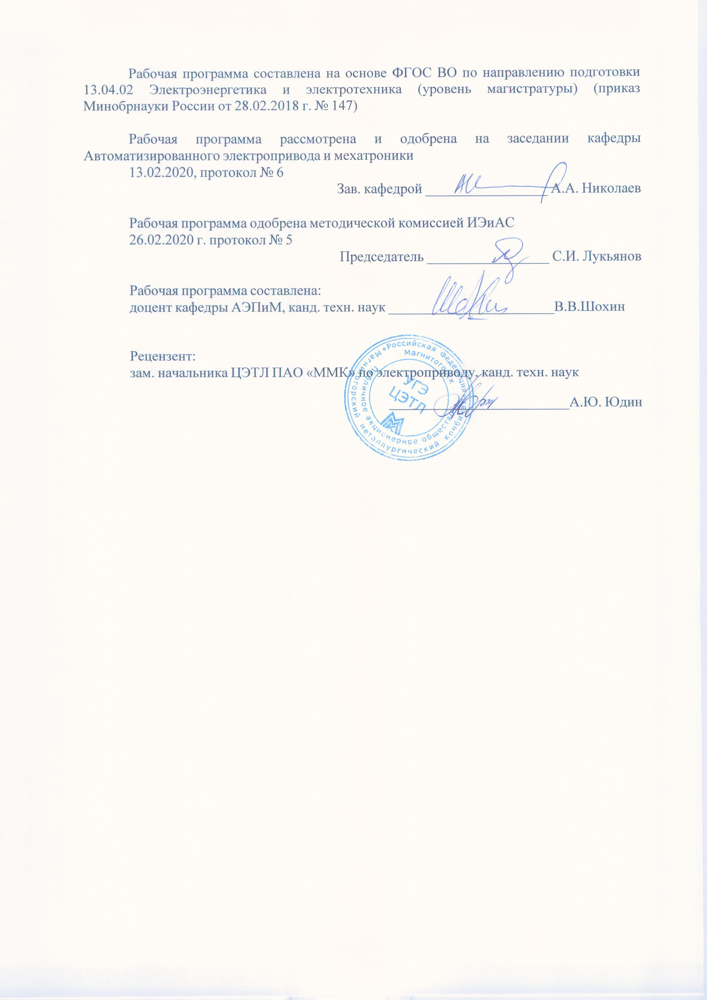 Рабочая программа составлена на основе ФГОС ВО по направлению подготовки
13.04.02 Электроэнергетика и электротехника (уровень магистратуры) (приказ
Минобрнауки России от 28.02.2018 г. № 147)
Рабочая программа рассмотрена и одобрена на заседании кафедры
Автоматизированного электропривода и мехатроники
13.02.2020, протокол № 6
Зав. кафедрой А.А. Николаев
Рабочая программа одобрена методической комиссией ИЭиАС
26.02.2020 г. протокол № 5
Председатель С.И. Лукьянов
Рабочая программа составлена:
доцент кафедры АЭПиМ, канд. техн. наук В.В.Шохин
Рецензент:
зам. начальника ЦЭТЛ ПАО «ММК» по электроприводу, канд. техн. наук
А.Ю. Юдин
*Российская Федерация*
Магнитогорский металлургический комбинат
Магнитогорск
Публичное акционерное общество
УГЭ
ЦЭТЛ